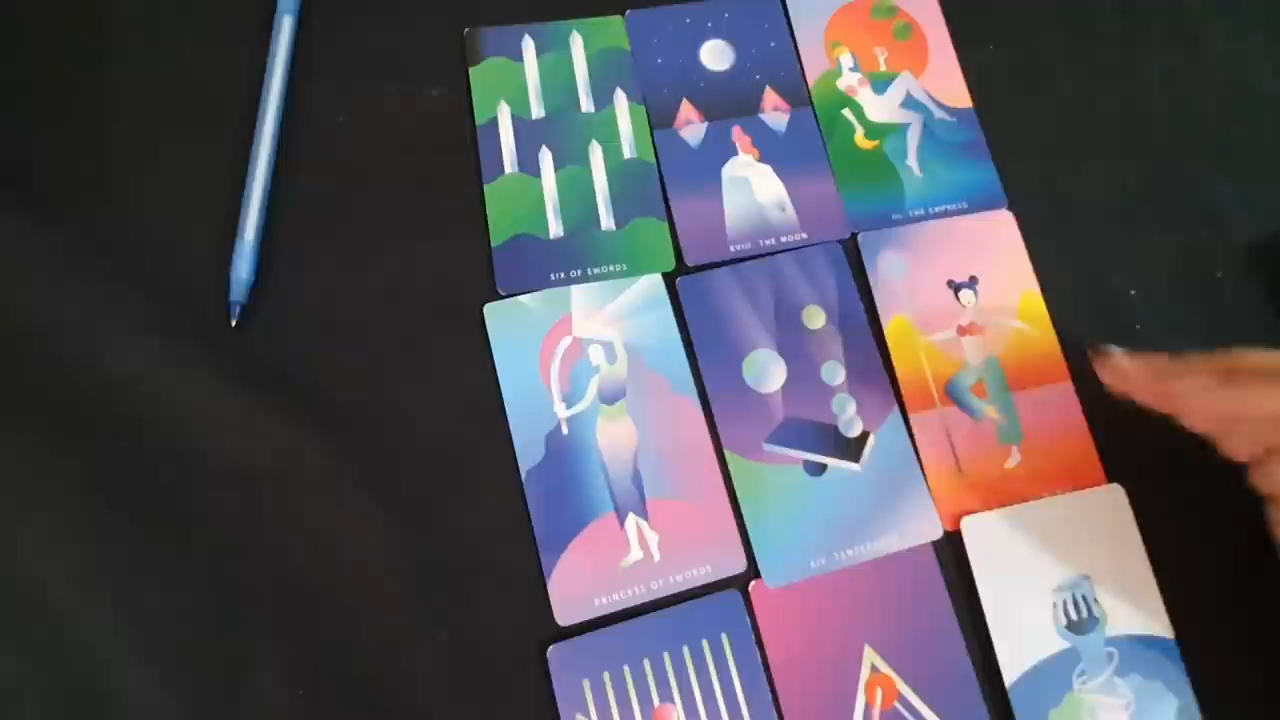 SIX OF SWORDS
XVIII. THE MOON
III. THE EMPRESS
PRINCESS OF SWORDS
XIV. TEMPERANCE